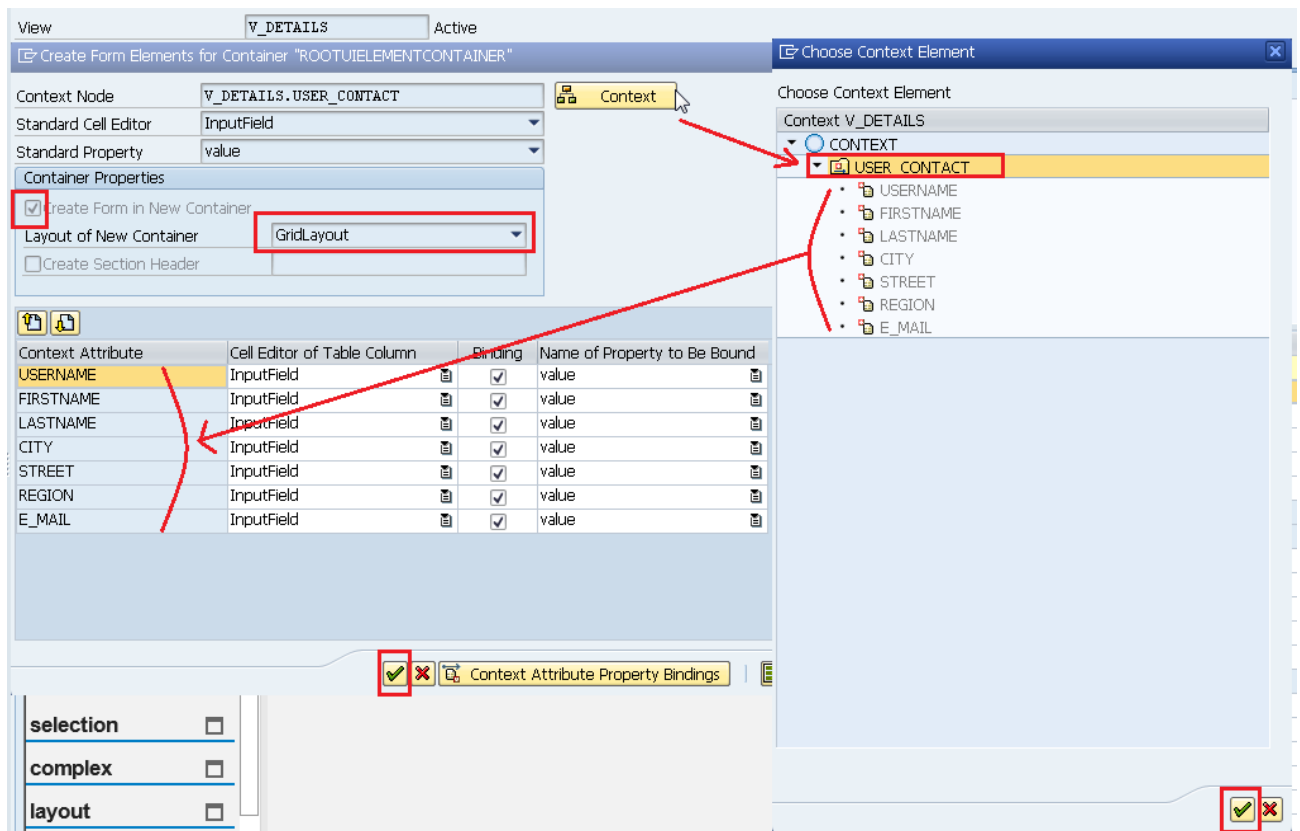 View V_DETAILS Active
Create Form Elements for Container "ROOTUIELEMENTCONTAINER"
Context Node V_DETAILS.USER_CONTACT Context
Standard Cell Editor InputField
Standard Property value
Container Properties
Create Form in New Container
Layout of New Container GridLayout
Create Section Header
Context Attribute Cell Editor of Table Column Binding Name of Property to Be Bound
USERNAME InputField value
FIRSTNAME InputField value
LASTNAME InputField value
CITY InputField value
STREET InputField value
REGION InputField value
E_MAIL InputField value
Context Attribute Property Bindings
selection
complex
layout
Choose Context Element
Choose Context Element
Context V_DETAILS
CONTEXT
USER_CONTACT
USERNAME
FIRSTNAME
LASTNAME
CITY
STREET
REGION
E_MAIL